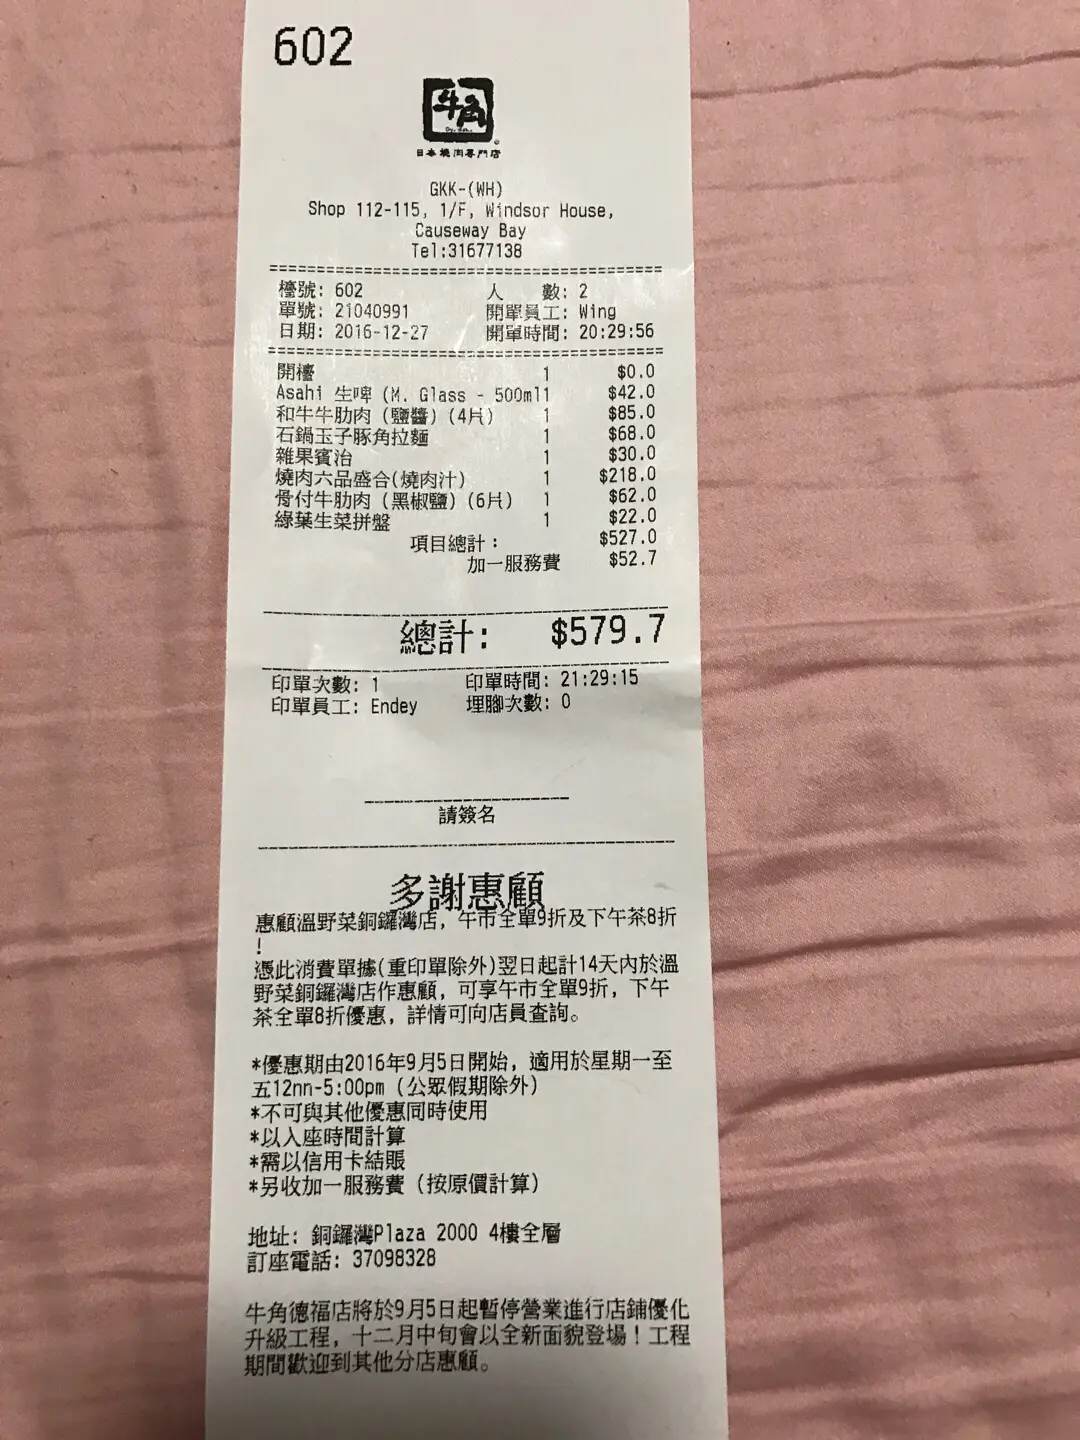 602
牛角
日本燒肉專門店
GKK-(WH)
Shop 112-115, 1/F, Windsor House,
Causeway Bay
Tel:31677138
檯號: 602 人 數: 2
單號: 21040991 開單員工: Wing
日期: 2016-12-27 開單時間: 20:29:56
開檯 1 $0.0
Asahi 生啤 (M. Glass - 500ml1 $42.0
和牛牛肋肉 (鹽醬) (4片) 1 $85.0
石鍋玉子豚角拉麵 1 $68.0
雜果賓治 1 $30.0
燒肉六品盛合(燒肉汁) 1 $218.0
骨付牛肋肉 (黑椒鹽) (6片) 1 $62.0
綠葉生菜拼盤 1 $22.0
項目總計: $527.0
加一服務費 $52.7
總計: $579.7
印單次數: 1 印單時間: 21:29:15
印單員工: Endey 埋腳次數: 0
請簽名
多謝惠顧
惠顧溫野菜銅鑼灣店, 午市全單9折及下午茶8折
!
憑此消費單據(重印單除外)翌日起計14天內於溫
野菜銅鑼灣店作惠顧, 可享午市全單9折, 下午
茶全單8折優惠, 詳情可向店員查詢。
*優惠期由2016年9月5日開始, 適用於星期一至
五12nn-5:00pm (公眾假期除外)
*不可與其他優惠同時使用
*以入座時間計算
*需以信用卡結賬
*另收加一服務費 (按原價計算)
地址: 銅鑼灣Plaza 2000 4樓全層
訂座電話: 37098328
牛角德福店將於9月5日起暫停營業進行店鋪優化
升級工程, 十二月中旬會以全新面貌登場! 工程
期間歡迎到其他分店惠顧。